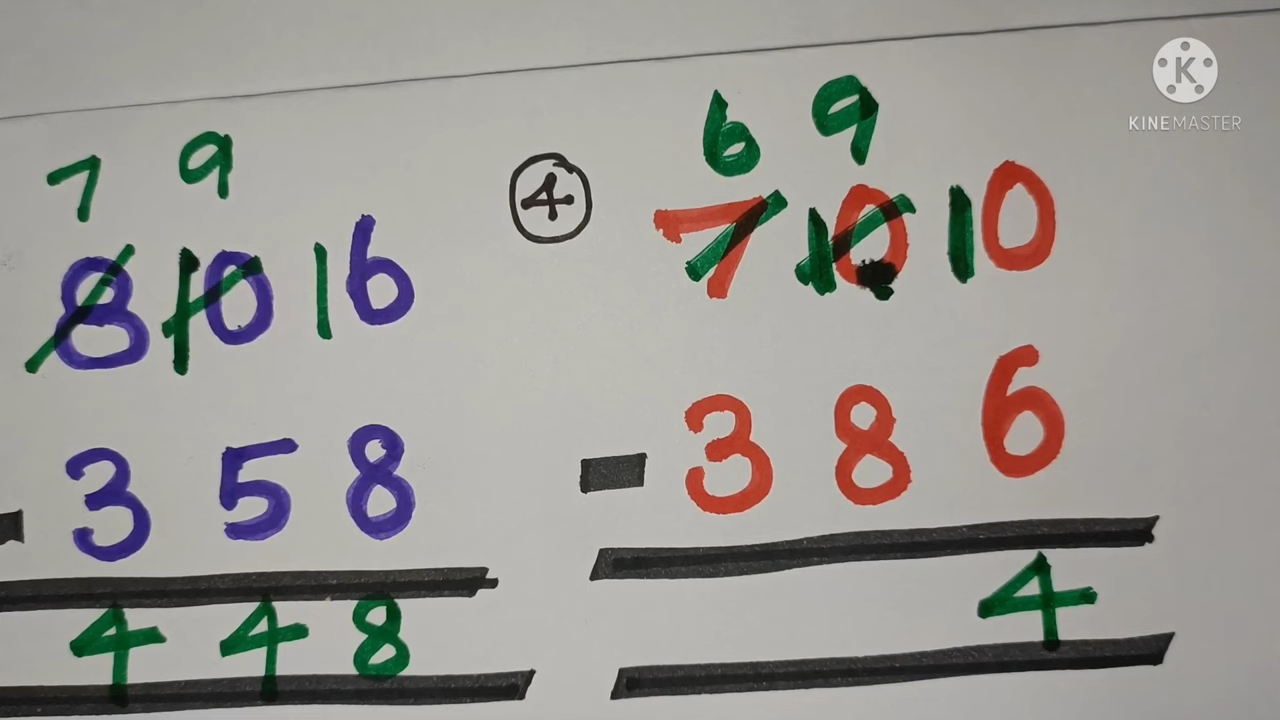 7 9
8 10 16
- 3 5 8
4 4 8
④ 6 9
7 10 10
- 3 8 6
4
K
KINEMASTER